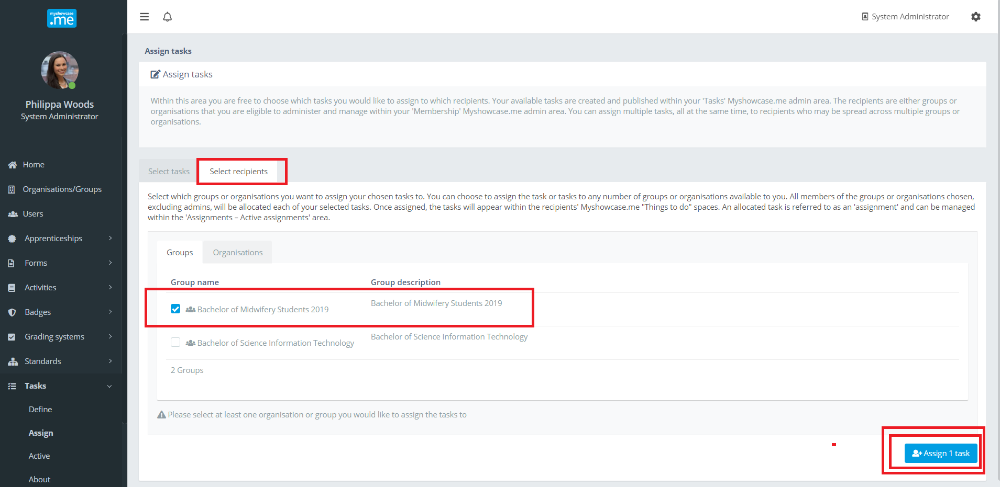 myshowcase
.me
System Administrator
Philippa Woods
System Administrator
Home
Organisations/Groups
Users
Apprenticeships
Forms
Activities
Badges
Grading systems
Standards
Tasks
Define
Assign
Active
About
Assign tasks
Assign tasks
Within this area you are free to choose which tasks you would like to assign to which recipients. Your available tasks are created and published within your 'Tasks' Myshowcase.me admin area. The recipients are either groups or
organisations that you are eligible to administer and manage within your 'Membership' Myshowcase.me admin area. You can assign multiple tasks, all at the same time, to recipients who may be spread across multiple groups or
organisations.
Select tasks
Select recipients
Select which groups or organisations you want to assign your chosen tasks to. You can choose to assign the task or tasks to any number of groups or organisations available to you. All members of the groups or organisations chosen,
excluding admins, will be allocated each of your selected tasks. Once assigned, the tasks will appear within the recipients' Myshowcase.me "Things to do" spaces. An allocated task is referred to as an 'assignment' and can be managed
within the 'Assignments – Active assignments' area.
Groups Organisations
Group name Group description
Bachelor of Midwifery Students 2019 Bachelor of Midwifery Students 2019
Bachelor of Science Information Technology Bachelor of Science Information Technology
2 Groups
Please select at least one organisation or group you would like to assign the tasks to
Assign 1 task